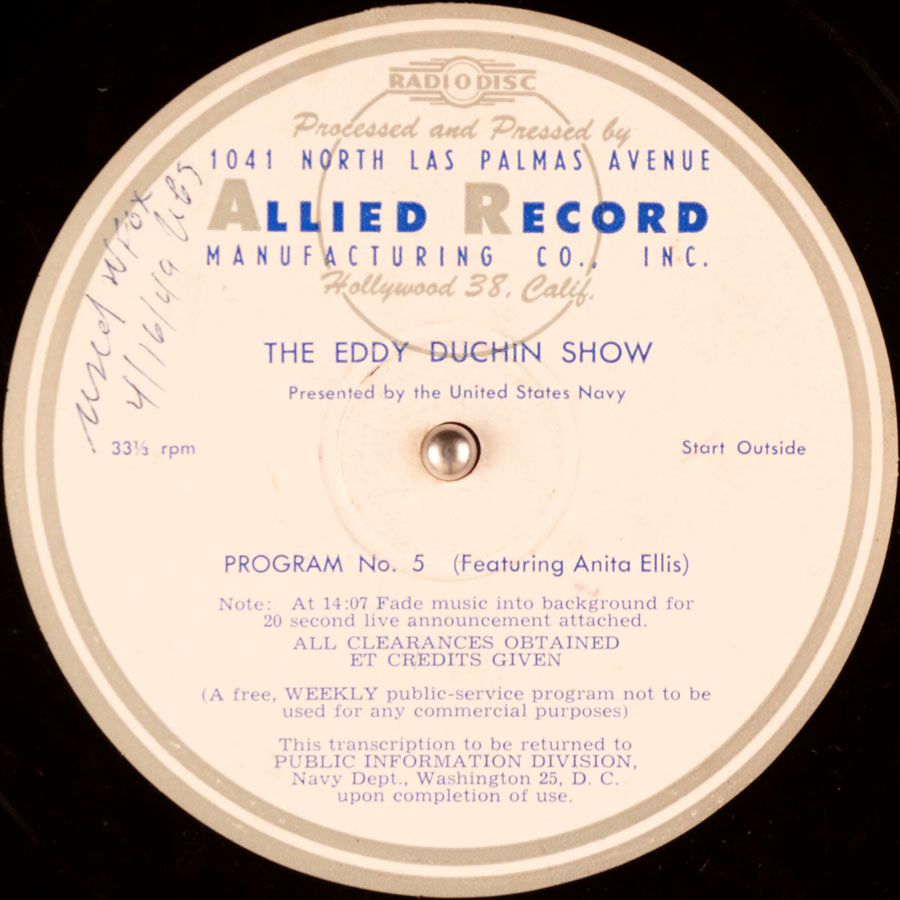 RADIO DISC
Processed and Pressed by
1041 NORTH LAS PALMAS AVENUE
ALLIED RECORD
MANUFACTURING CO., INC.
Hollywood 38, Calif.
used WFOX
4/16/49
THE EDDY DUCHIN SHOW
Presented by the United States Navy
33⅓ rpm
Start Outside
PROGRAM No. 5 (Featuring Anita Ellis)
Note: At 14:07 Fade music into background for
20 second live announcement attached.
ALL CLEARANCES OBTAINED
ET CREDITS GIVEN
(A free, WEEKLY public-service program not to be
used for any commercial purposes)
This transcription to be returned to
PUBLIC INFORMATION DIVISION,
Navy Dept., Washington 25, D. C.
upon completion of use.